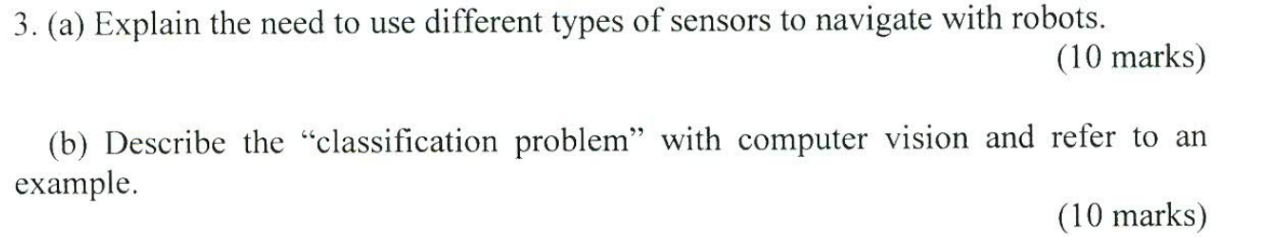 3. (a) Explain the need to use different types of sensors to navigate with robots.
(10 marks)
(b) Describe the “classification problem” with computer vision and refer to an
example.
(10 marks)